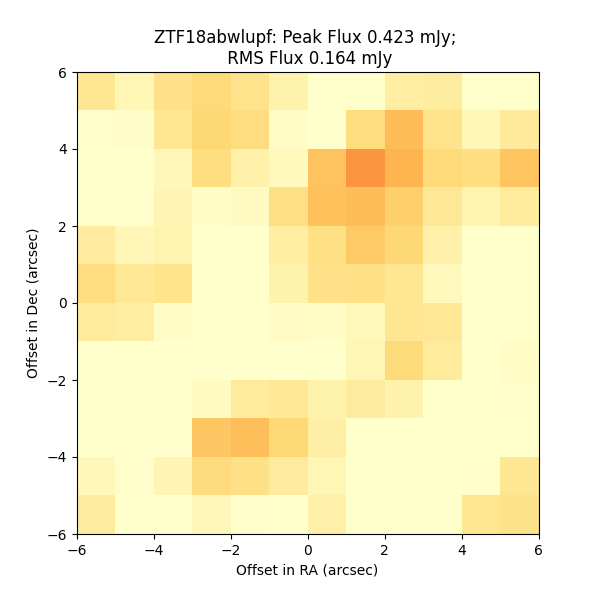 ZTF18abwlupf: Peak Flux 0.423 mJy;
RMS Flux 0.164 mJy
6
4
2
0
−2
−4
−6
Offset in Dec (arcsec)
−6 −4 −2 0 2 4 6
Offset in RA (arcsec)